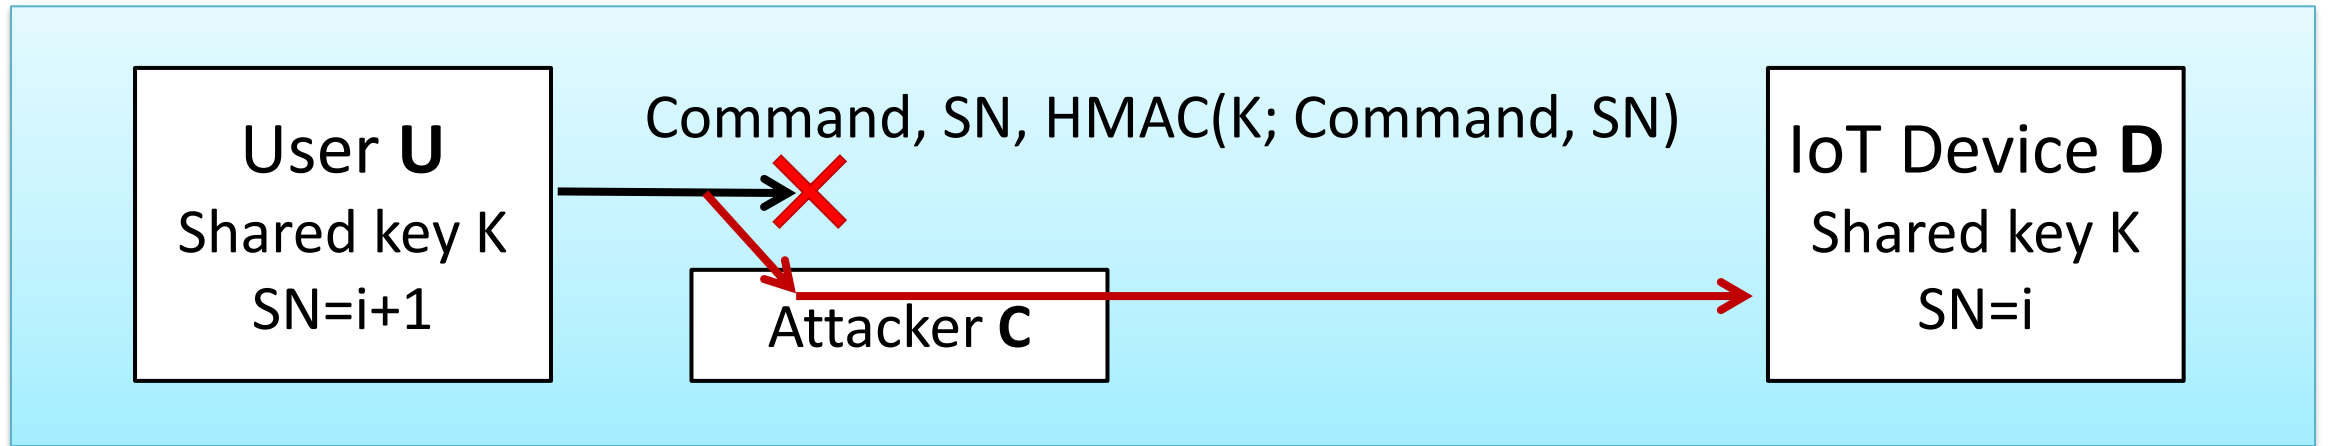 User U
Shared key K
SN=i+1
Command, SN, HMAC(K; Command, SN)
Attacker C
IoT Device D
Shared key K
SN=i